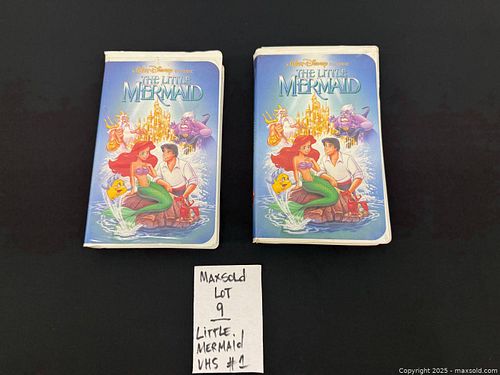 Walt Disney
THE LITTLE
MERMAID
Walt Disney
THE LITTLE
MERMAID
MAXSOLD
LOT
9
LITTLE.
MERMAID
VHS #1
Copyright 2025 - maxsold.com